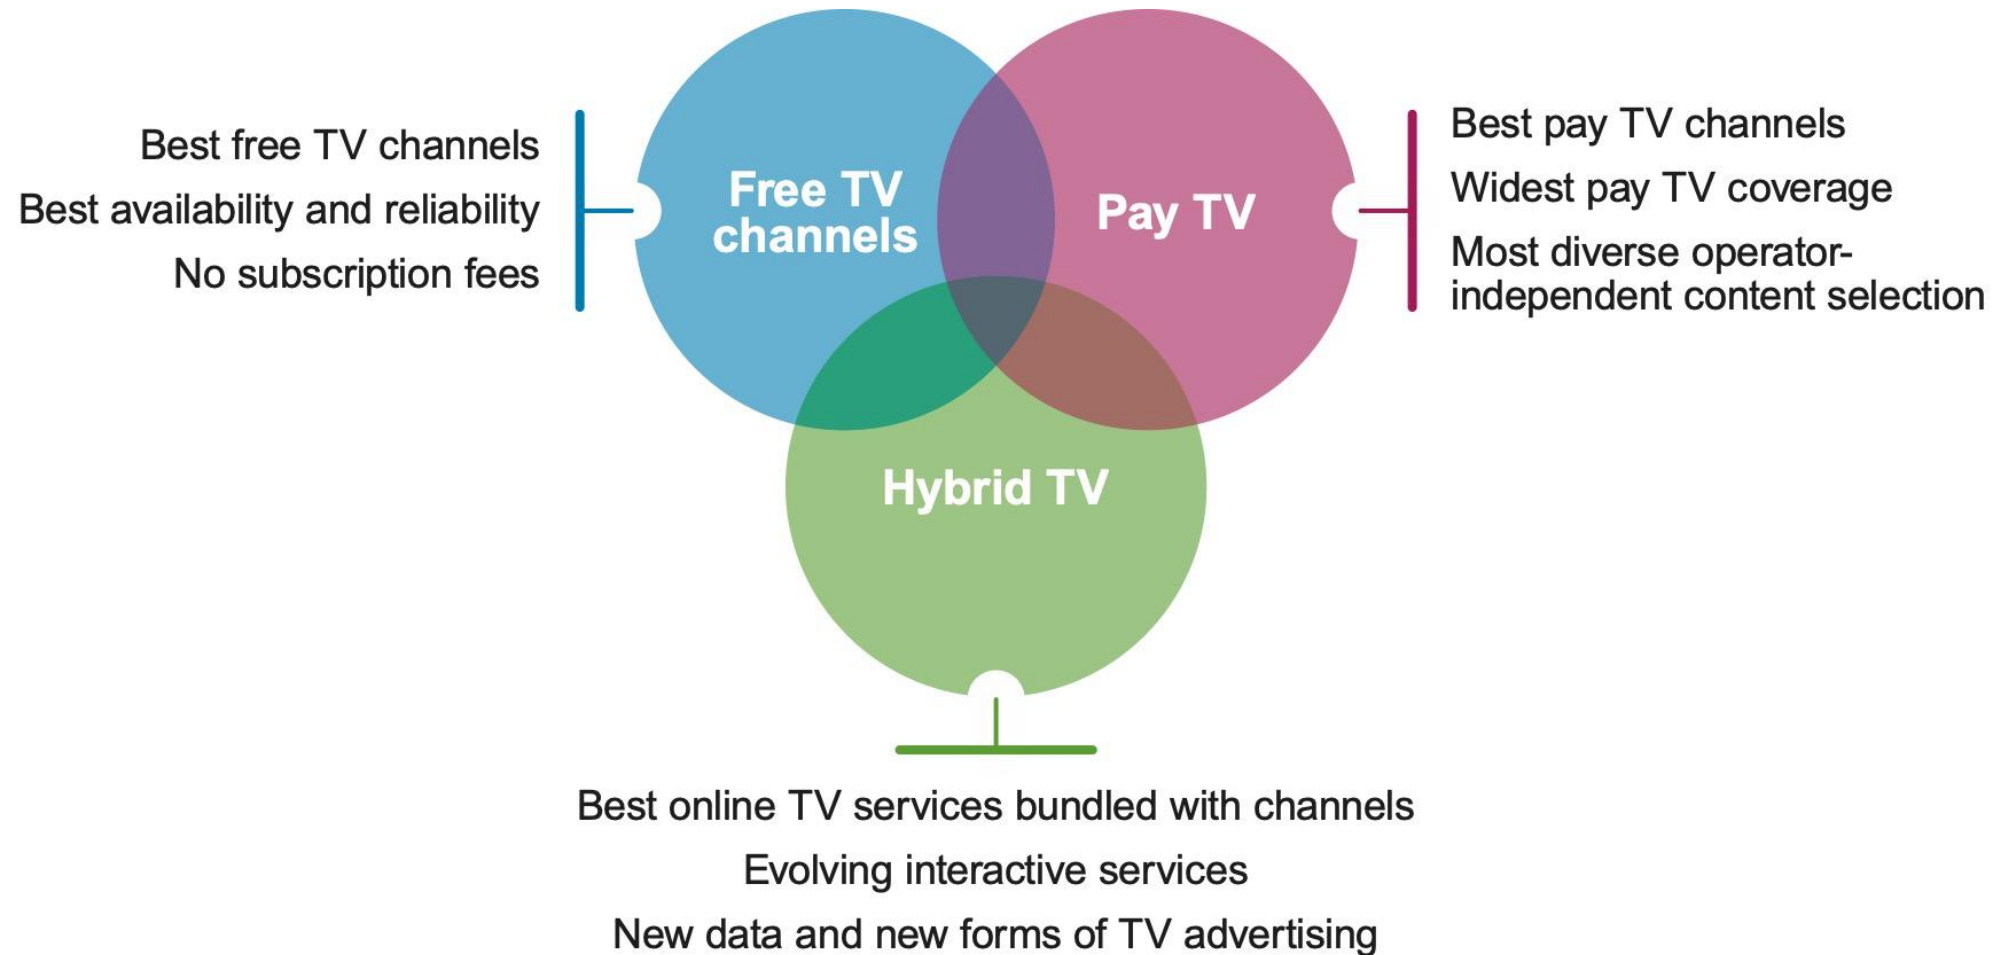 Best free TV channels
Best availability and reliability
No subscription fees
Free TV
channels
Pay TV
Best pay TV channels
Widest pay TV coverage
Most diverse operator-
independent content selection
Hybrid TV
Best online TV services bundled with channels
Evolving interactive services
New data and new forms of TV advertising